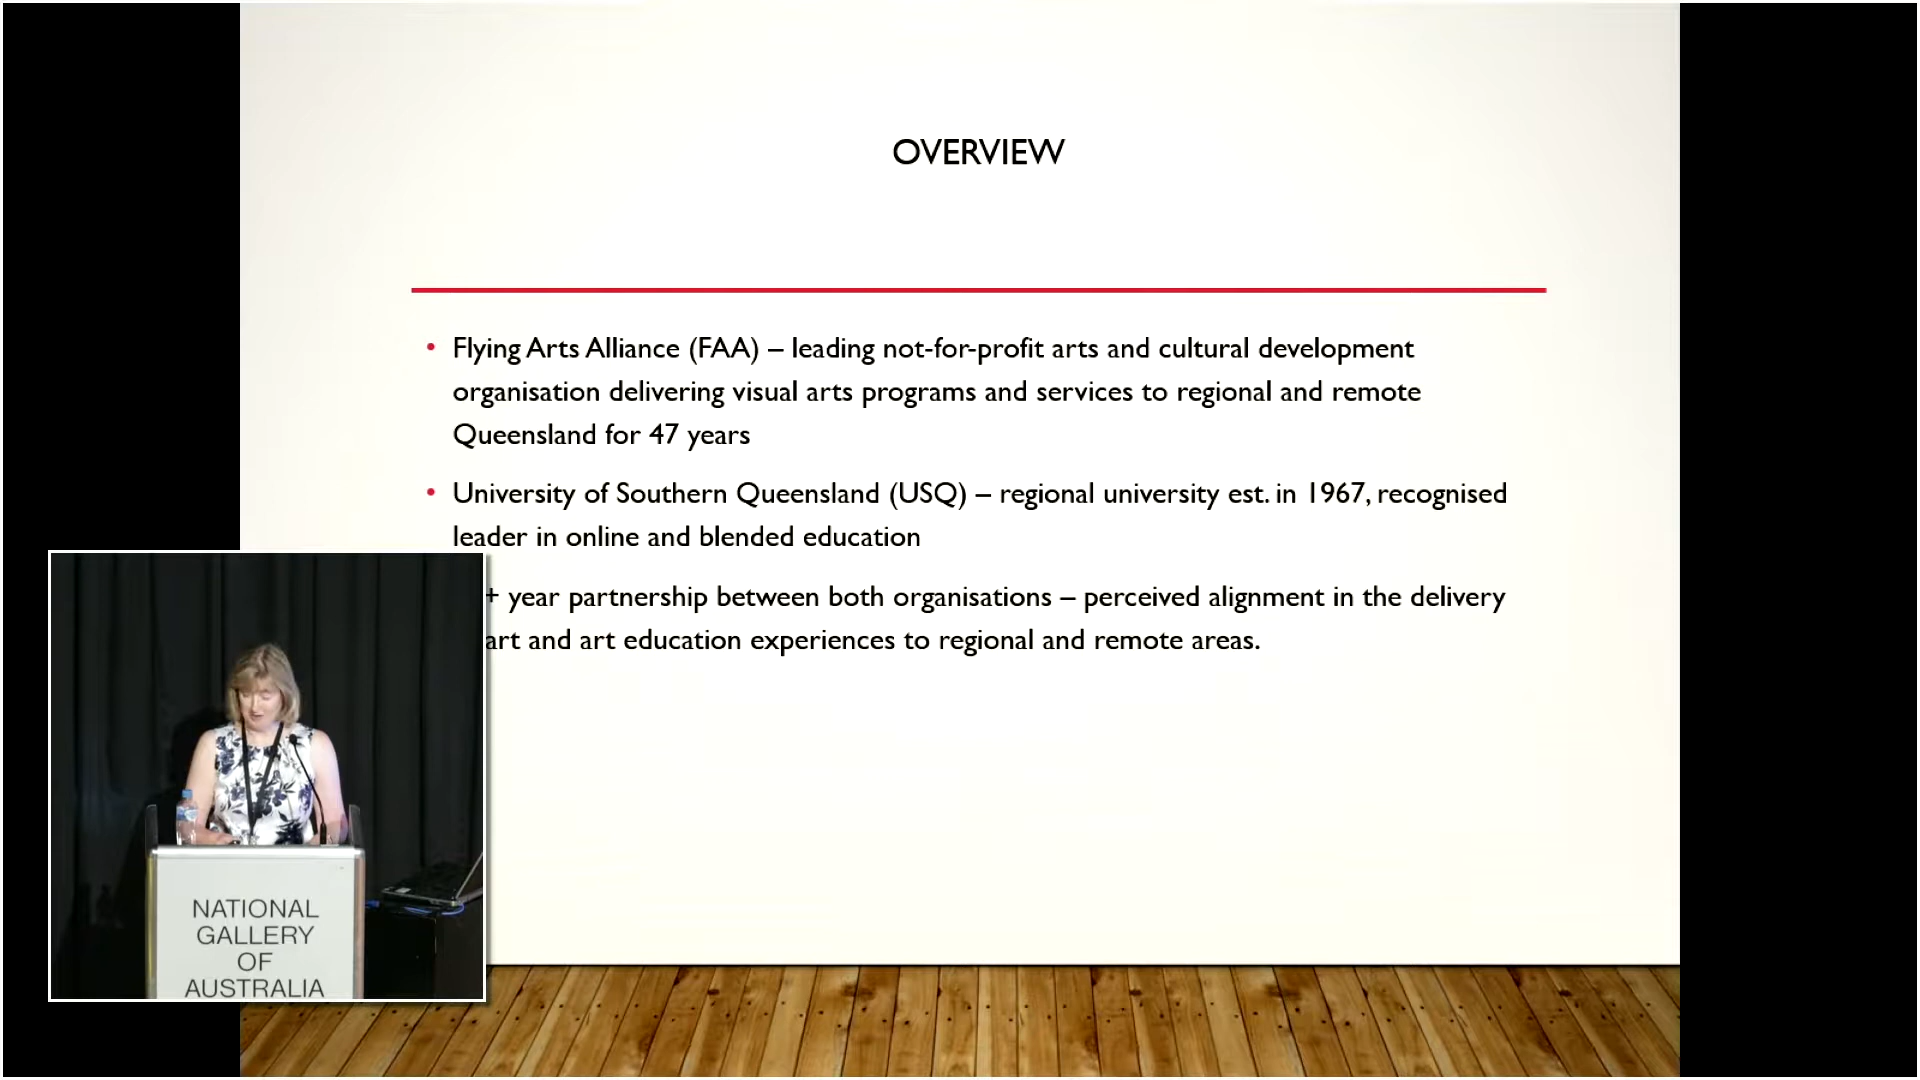 OVERVIEW
• Flying Arts Alliance (FAA) – leading not-for-profit arts and cultural development
organisation delivering visual arts programs and services to regional and remote
Queensland for 47 years
• University of Southern Queensland (USQ) – regional university est. in 1967, recognised
leader in online and blended education
+ year partnership between both organisations – perceived alignment in the delivery
art and art education experiences to regional and remote areas.
NATIONAL
GALLERY
OF
AUSTRALIA